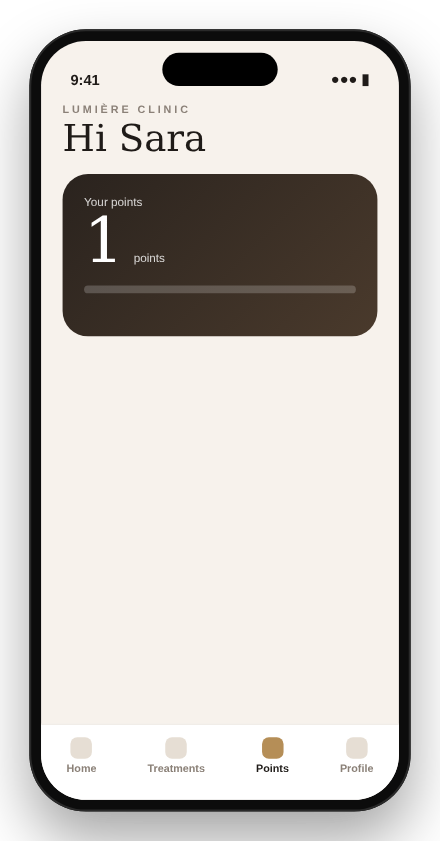 9:41
LUMIÈRE CLINIC
Hi Sara
Your points
1 points
Home Treatments Points Profile